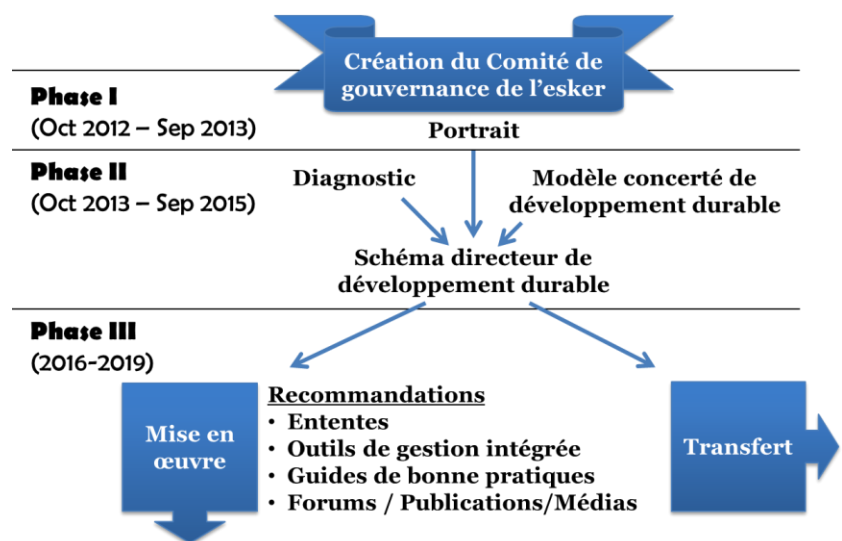 Création du Comité de
gouvernance de l'esker
Phase I
(Oct 2012 – Sep 2013)
Portrait
Phase II
(Oct 2013 – Sep 2015)
Diagnostic
Modèle concerté de
développement durable
Schéma directeur de
développement durable
Phase III
(2016-2019)
Mise en
œuvre
Recommandations
• Ententes
• Outils de gestion intégrée
• Guides de bonne pratiques
• Forums / Publications/Médias
Transfert